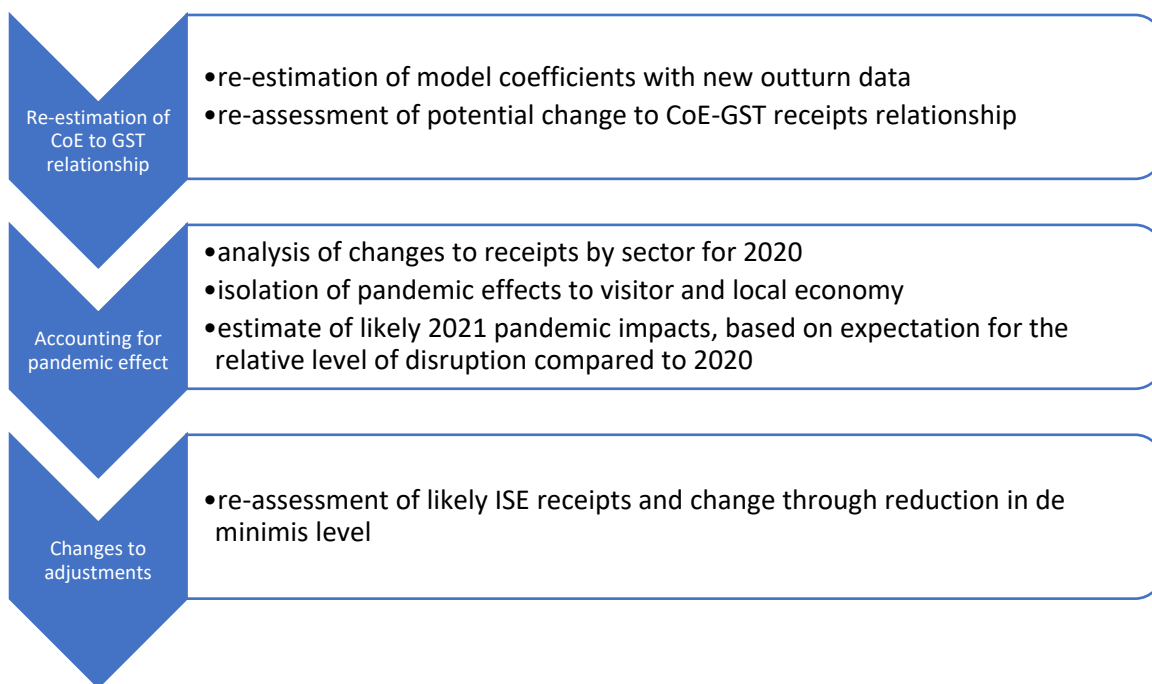 Re-estimation of
CoE to GST
relationship
•re-estimation of model coefficients with new outturn data
•re-assessment of potential change to CoE-GST receipts relationship
Accounting for
pandemic effect
•analysis of changes to receipts by sector for 2020
•isolation of pandemic effects to visitor and local economy
•estimate of likely 2021 pandemic impacts, based on expectation for the
relative level of disruption compared to 2020
Changes to
adjustments
•re-assessment of likely ISE receipts and change through reduction in de
minimis level